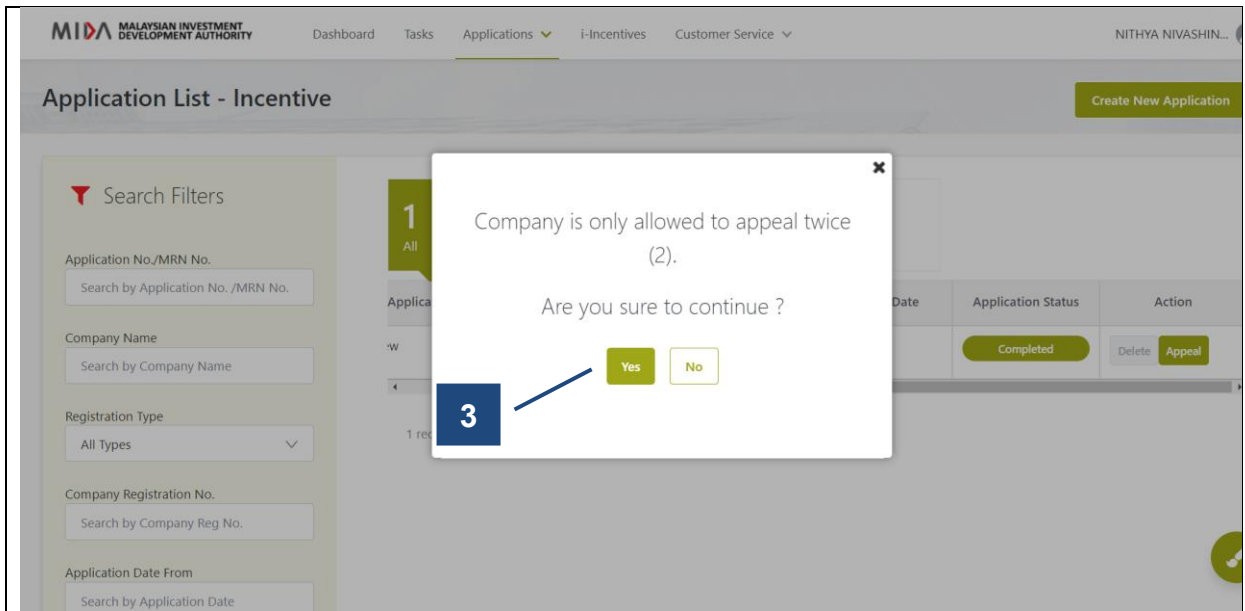 MIDA MALAYSIAN INVESTMENT
DEVELOPMENT AUTHORITY
Dashboard Tasks Applications i-Incentives Customer Service NITHYA NIVASHIN...
Application List - Incentive
Create New Application
Search Filters
Application No./MRN No.
Search by Application No. /MRN No.
Company Name
Search by Company Name
Registration Type
All Types
Company Registration No.
Search by Company Reg No.
Application Date From
Search by Application Date
1
All
Applica Date Application Status Action
Completed Delete Appeal
1 rec
Company is only allowed to appeal twice
(2).
Are you sure to continue ?
Yes No
3